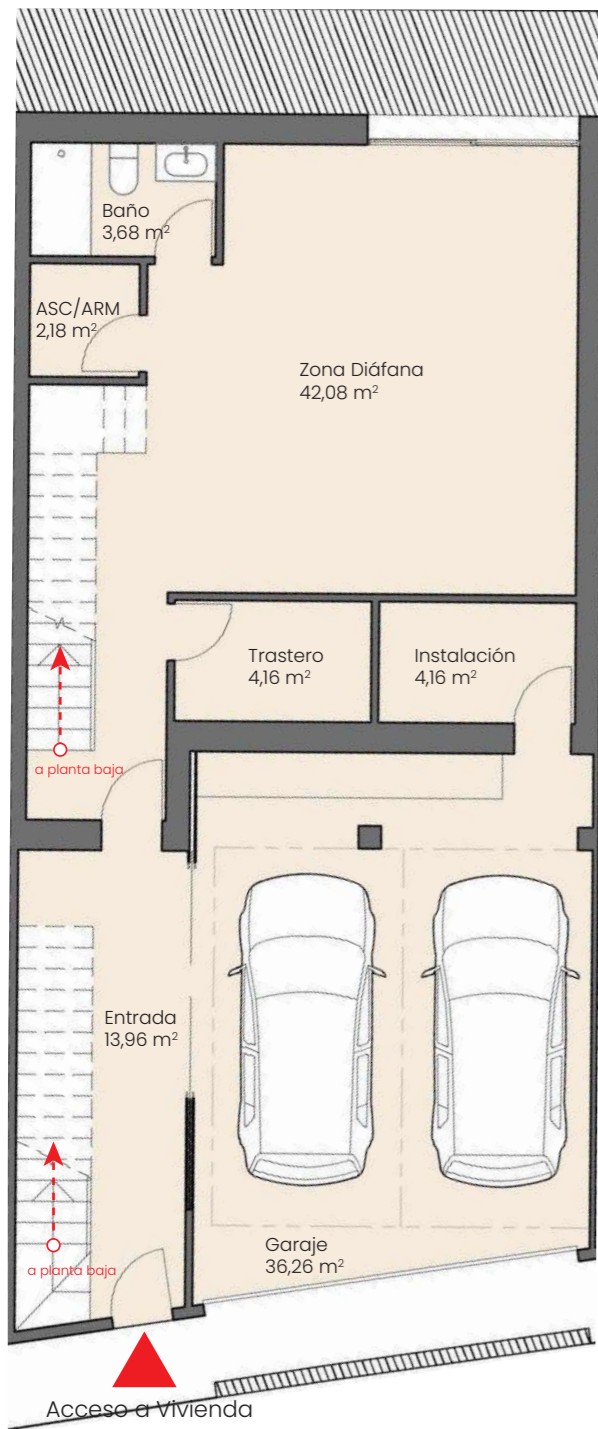 Baño
3,68 m²
ASC/ARM
2,18 m²
Zona Diáfana
42,08 m²
Trastero
4,16 m²
Instalación
4,16 m²
a planta baja
Entrada
13,96 m²
a planta baja
Garaje
36,26 m²
Acceso a Vivienda